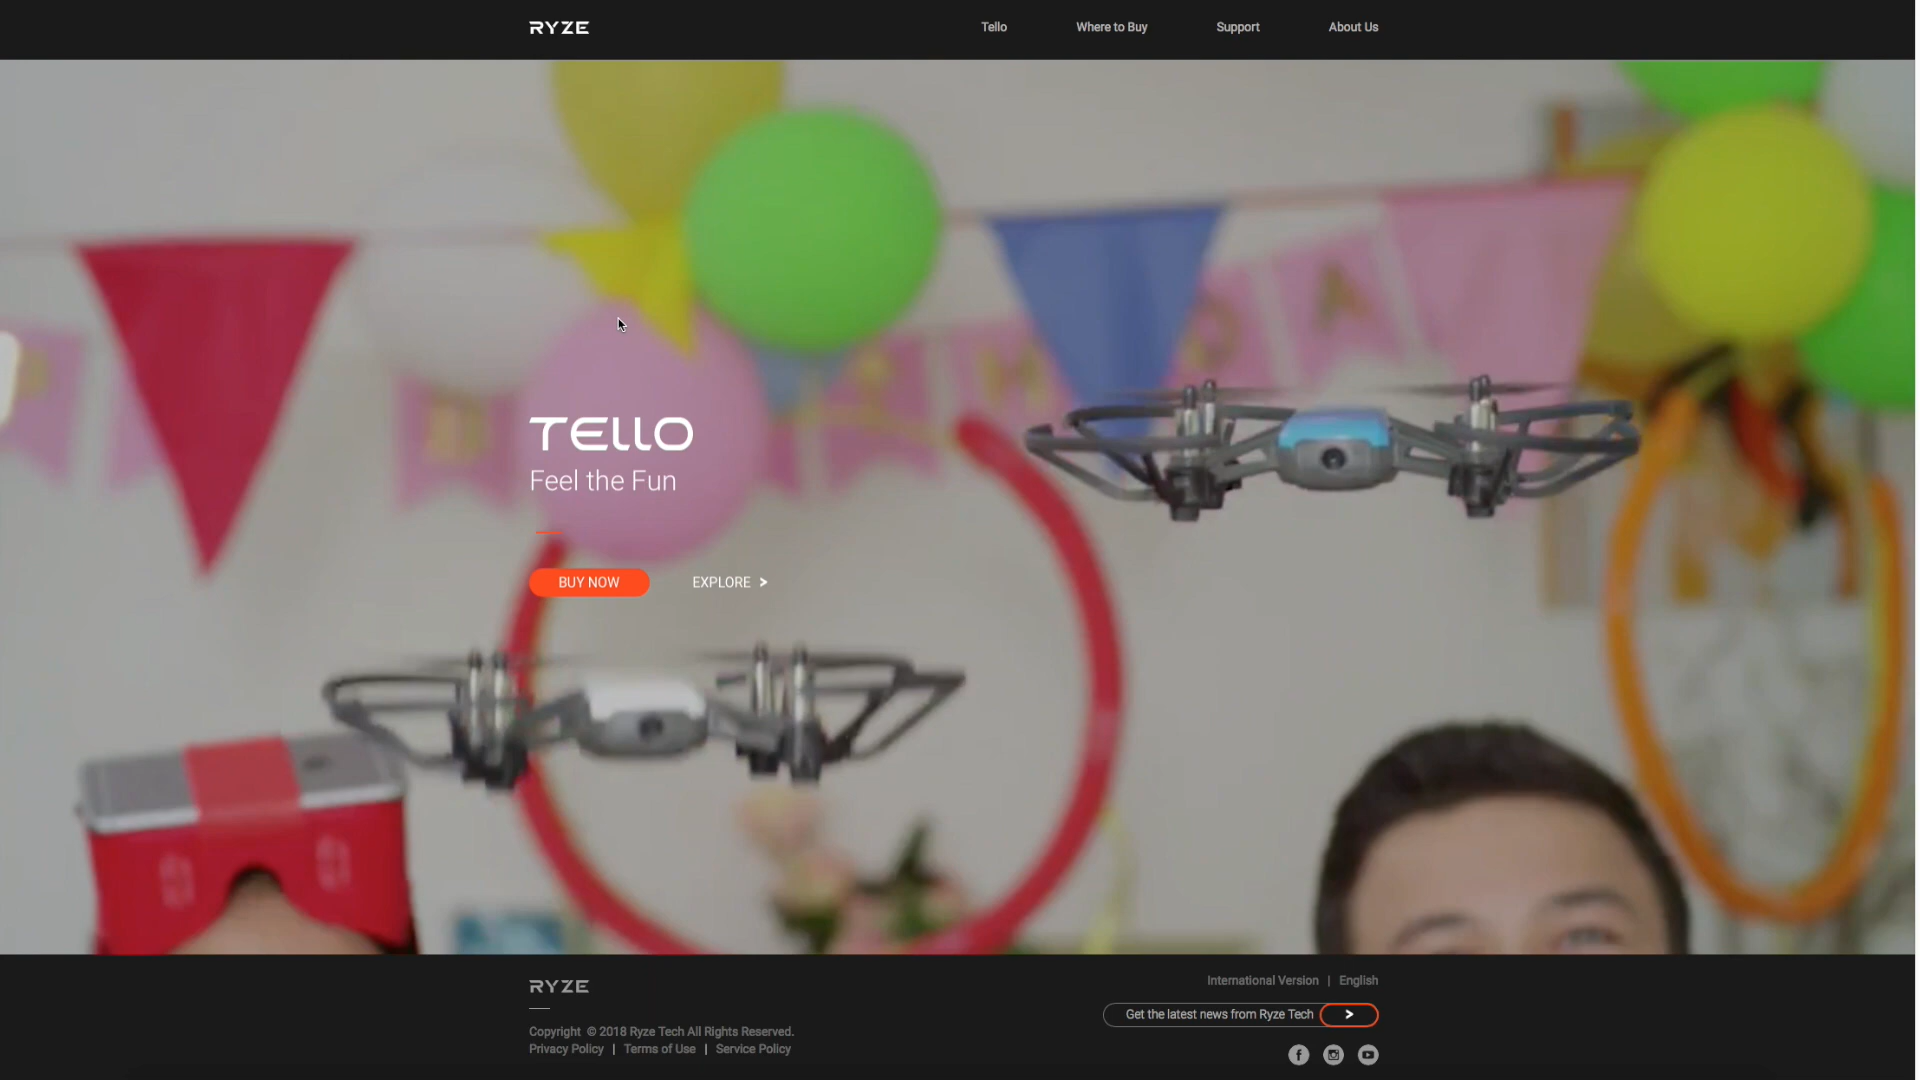 RYZE
Tello
Where to Buy
Support
About Us
TELLO
Feel the Fun
BUY NOW
EXPLORE >
RYZE
International Version | English
Get the latest news from Ryze Tech >
Copyright © 2018 Ryze Tech All Rights Reserved.
Privacy Policy | Terms of Use | Service Policy